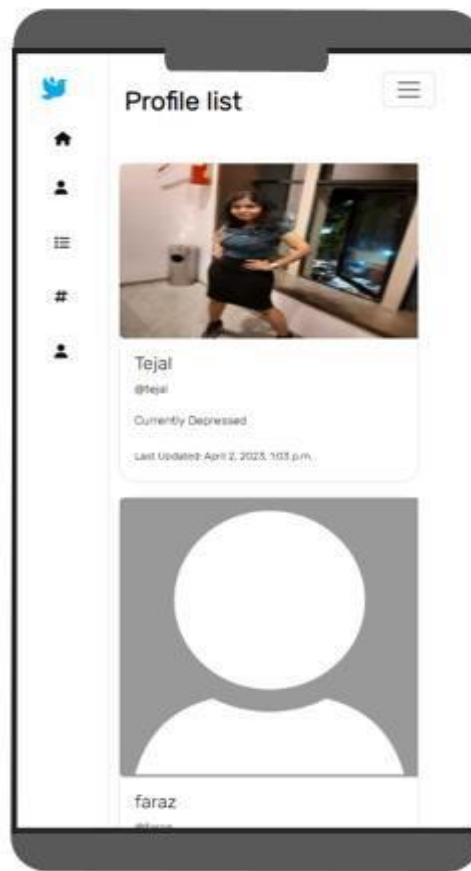 Profile list
#
Tejal
@tejal
Currently Depressed
Last Updated: April 2, 2023, 1:03 p.m.
faraz